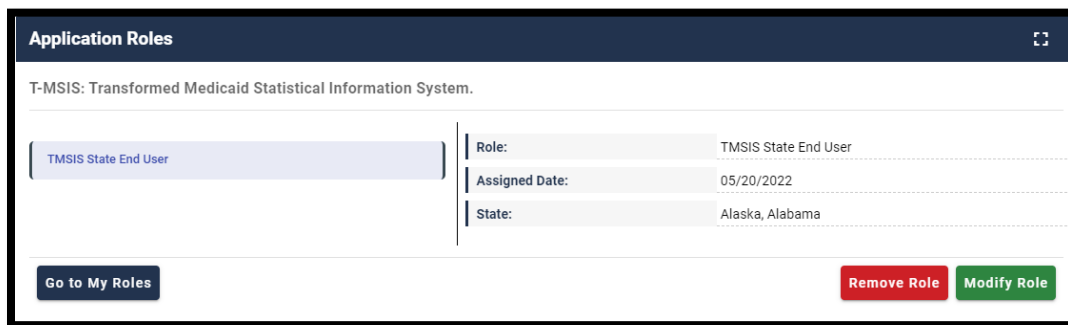 Application Roles
T-MSIS: Transformed Medicaid Statistical Information System.
TMSIS State End User
Role: TMSIS State End User
Assigned Date: 05/20/2022
State: Alaska, Alabama
Go to My Roles
Remove Role Modify Role